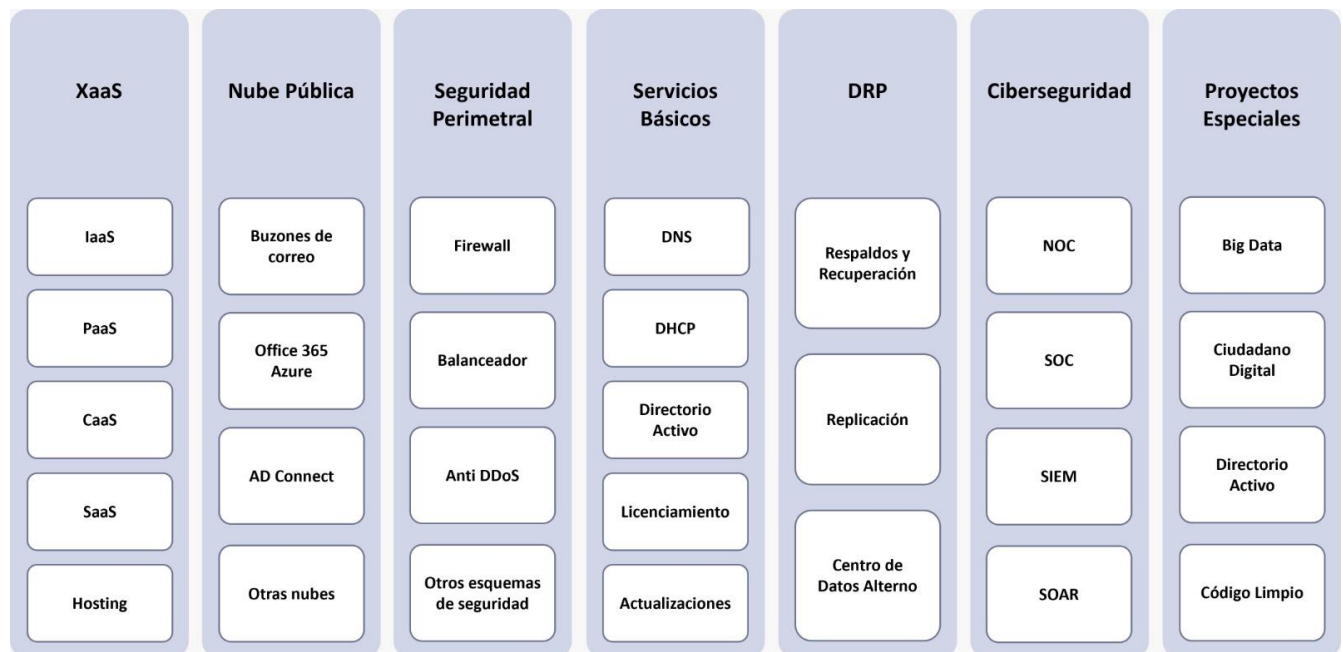 XaaS
IaaS
PaaS
CaaS
SaaS
Hosting
Nube Pública
Buzones de
correo
Office 365
Azure
AD Connect
Otras nubes
Seguridad
Perimetral
Firewall
Balanceador
Anti DDoS
Otros esquemas
de seguridad
Servicios
Básicos
DNS
DHCP
Directorio
Activo
Licenciamiento
Actualizaciones
DRP
Respaldos y
Recuperación
Replicación
Centro de
Datos Alterno
Ciberseguridad
NOC
SOC
SIEM
SOAR
Proyectos
Especiales
Big Data
Ciudadano
Digital
Directorio
Activo
Código Limpio